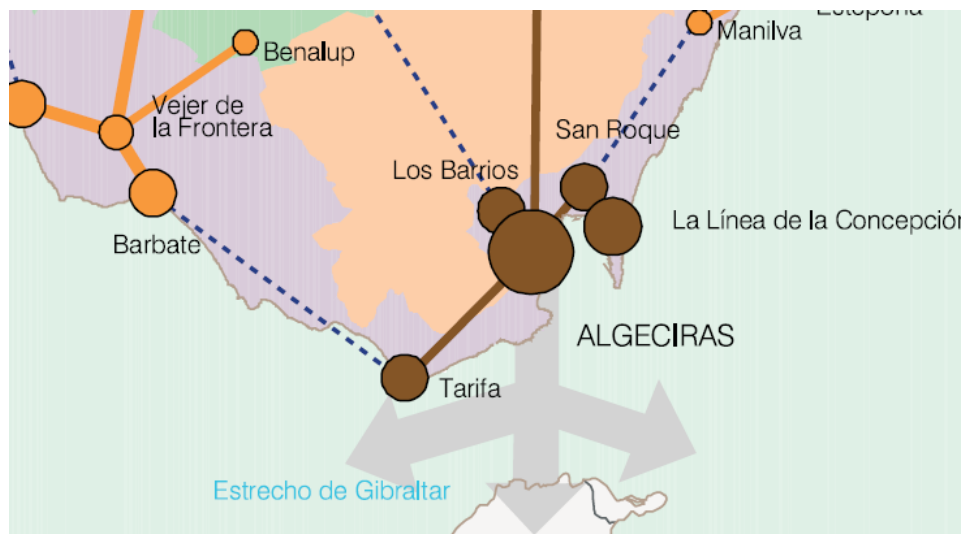 Manilva
Benalup
Vejer de
la Frontera
San Roque
Los Barrios
La Línea de la Concepción
Barbate
ALGECIRAS
Tarifa
Estrecho de Gibraltar